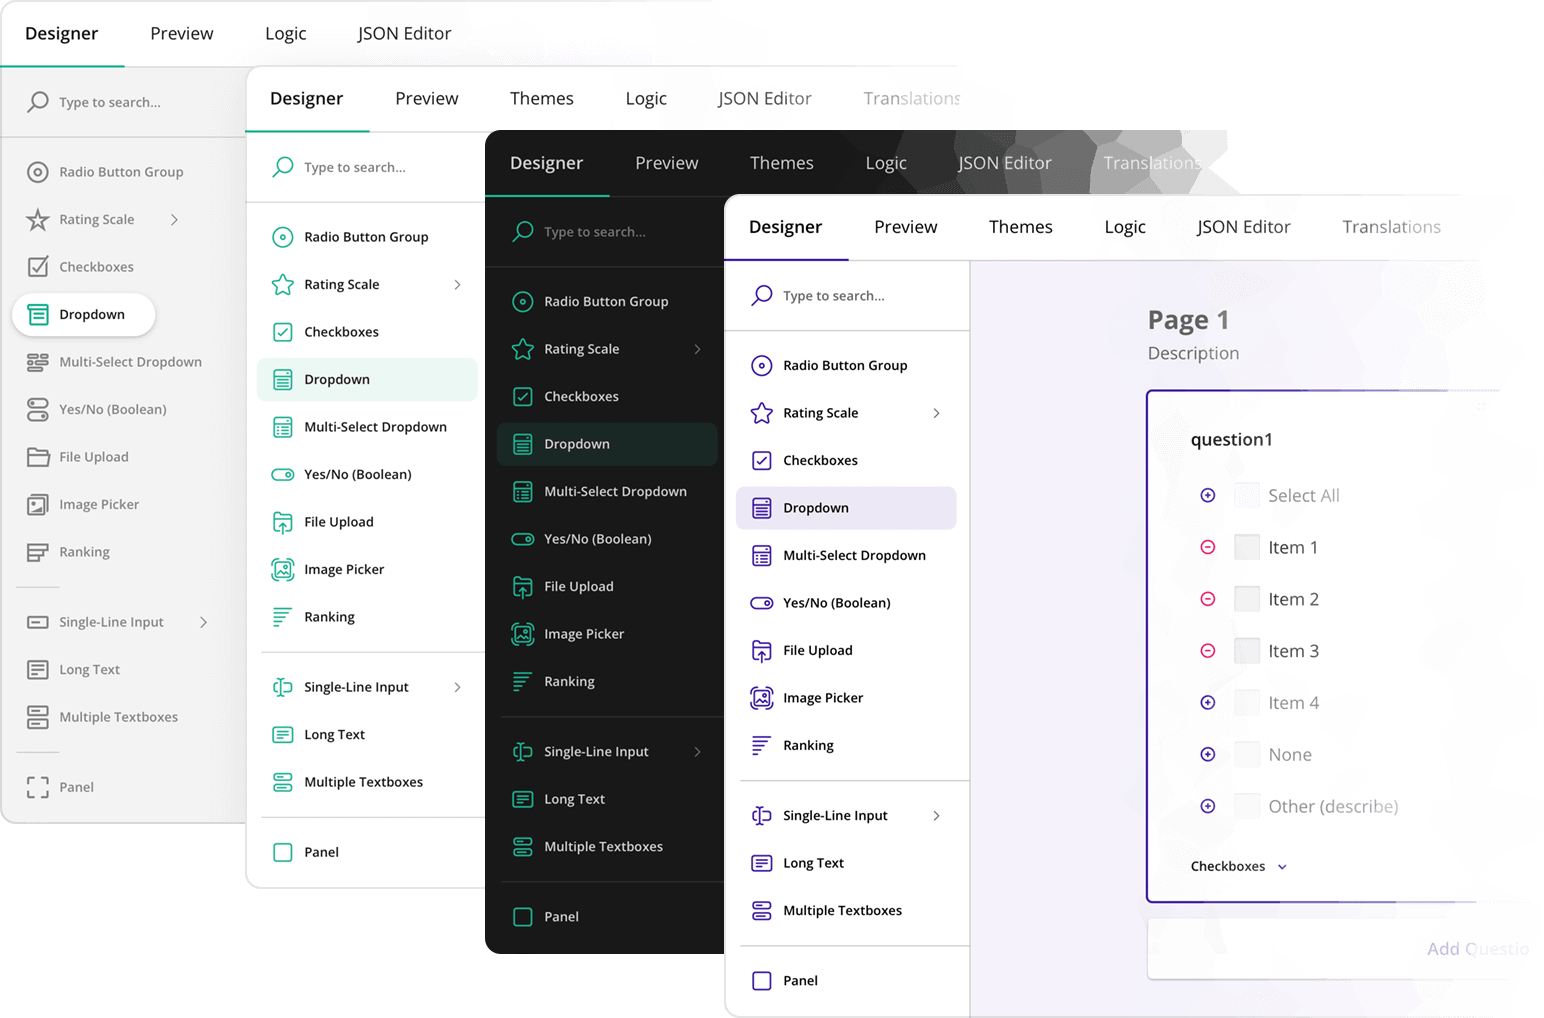 Designer Preview Logic JSON Editor
Type to search...
Radio Button Group
Rating Scale
Checkboxes
Dropdown
Multi-Select Dropdown
Yes/No (Boolean)
File Upload
Image Picker
Ranking
Single-Line Input
Long Text
Multiple Textboxes
Panel
Designer Preview Themes Logic JSON Editor Translations
Type to search...
Radio Button Group
Rating Scale
Checkboxes
Dropdown
Multi-Select Dropdown
Yes/No (Boolean)
File Upload
Image Picker
Ranking
Single-Line Input
Long Text
Multiple Textboxes
Panel
Designer Preview Themes Logic JSON Editor Translations
Type to search...
Radio Button Group
Rating Scale
Checkboxes
Dropdown
Multi-Select Dropdown
Yes/No (Boolean)
File Upload
Image Picker
Ranking
Single-Line Input
Long Text
Multiple Textboxes
Panel
Designer Preview Themes Logic JSON Editor Translations
Type to search...
Radio Button Group
Rating Scale
Checkboxes
Dropdown
Multi-Select Dropdown
Yes/No (Boolean)
File Upload
Image Picker
Ranking
Single-Line Input
Long Text
Multiple Textboxes
Panel
Page 1
Description
question1
Select All
Item 1
Item 2
Item 3
Item 4
None
Other (describe)
Checkboxes
Add Questio